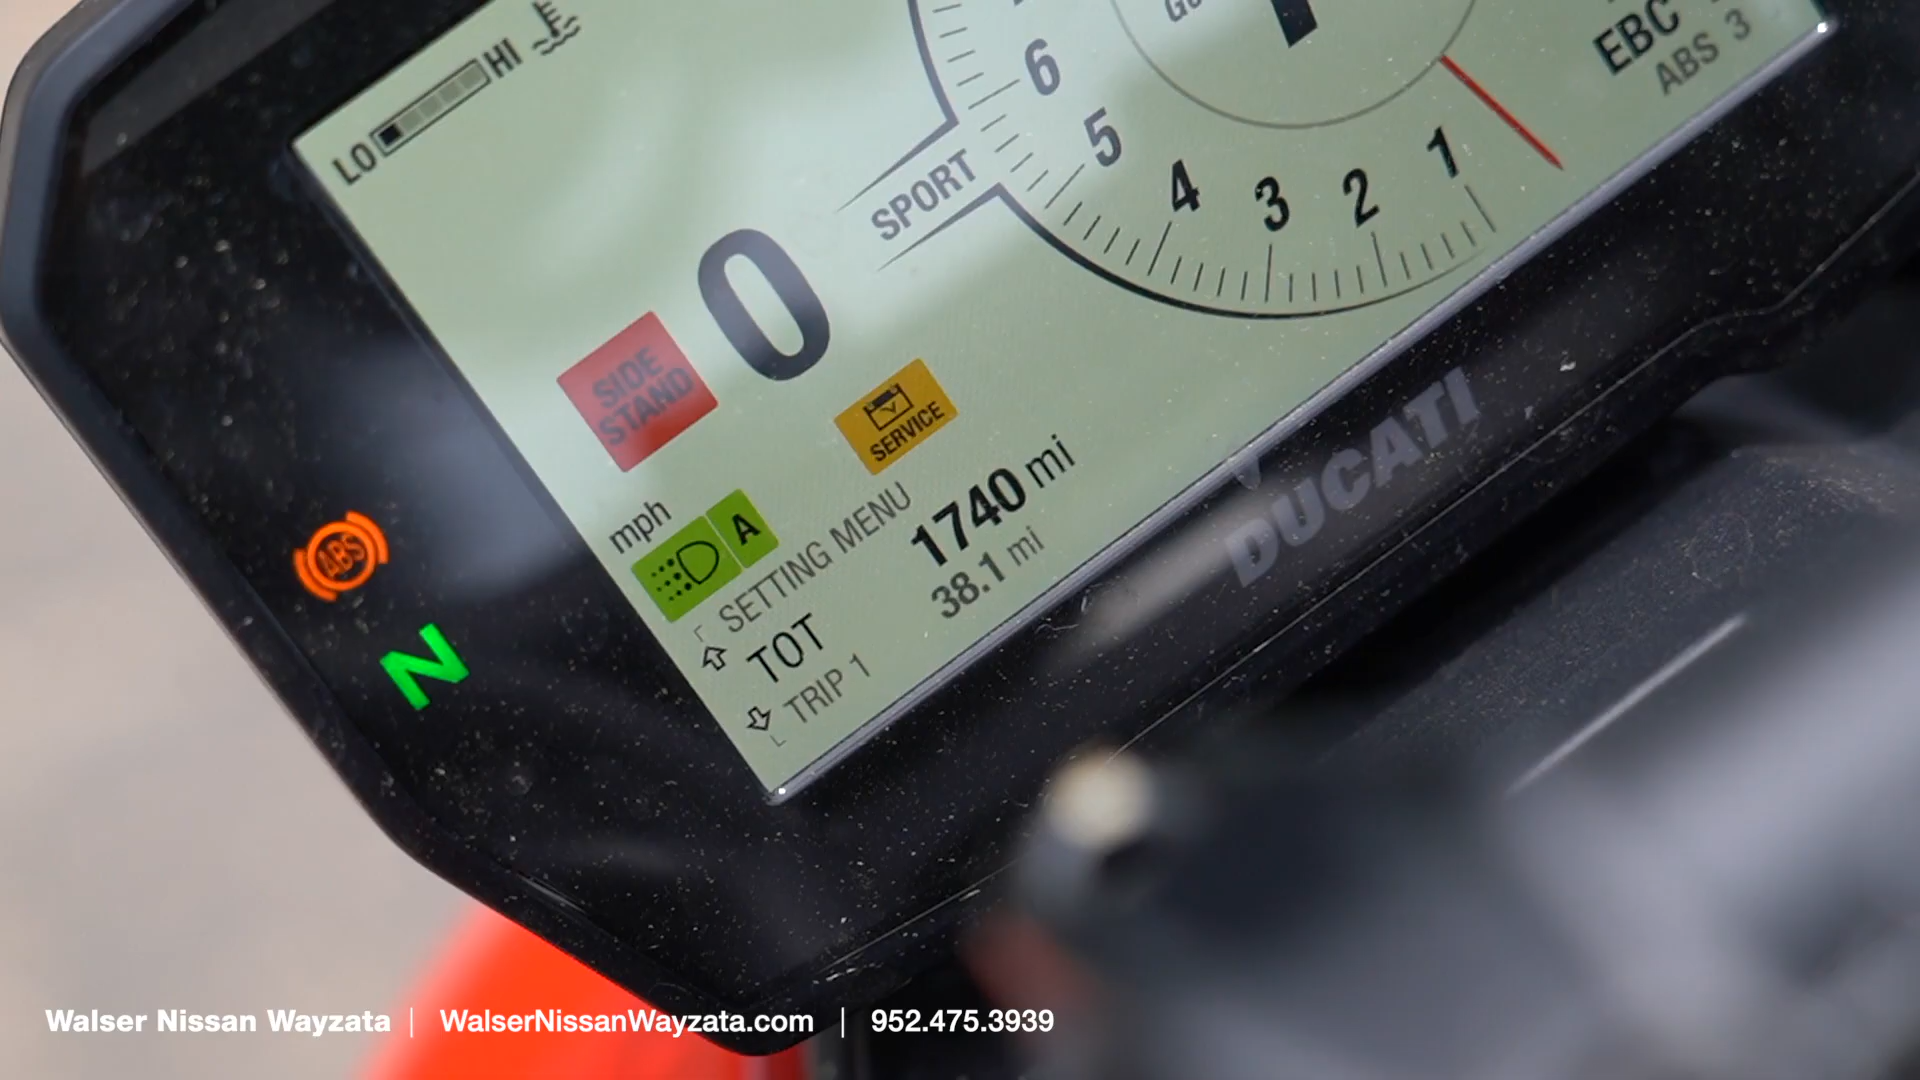 LO HI
6
5
4
3
2
1
SPORT
EBC
ABS 3
0
SIDE
STAND
SERVICE
mph
A
SETTING MENU
TOT 1740 mi
TRIP 1 38.1 mi
ABS
N
DUCATI
Walser Nissan Wayzata | WalserNissanWayzata.com | 952.475.3939